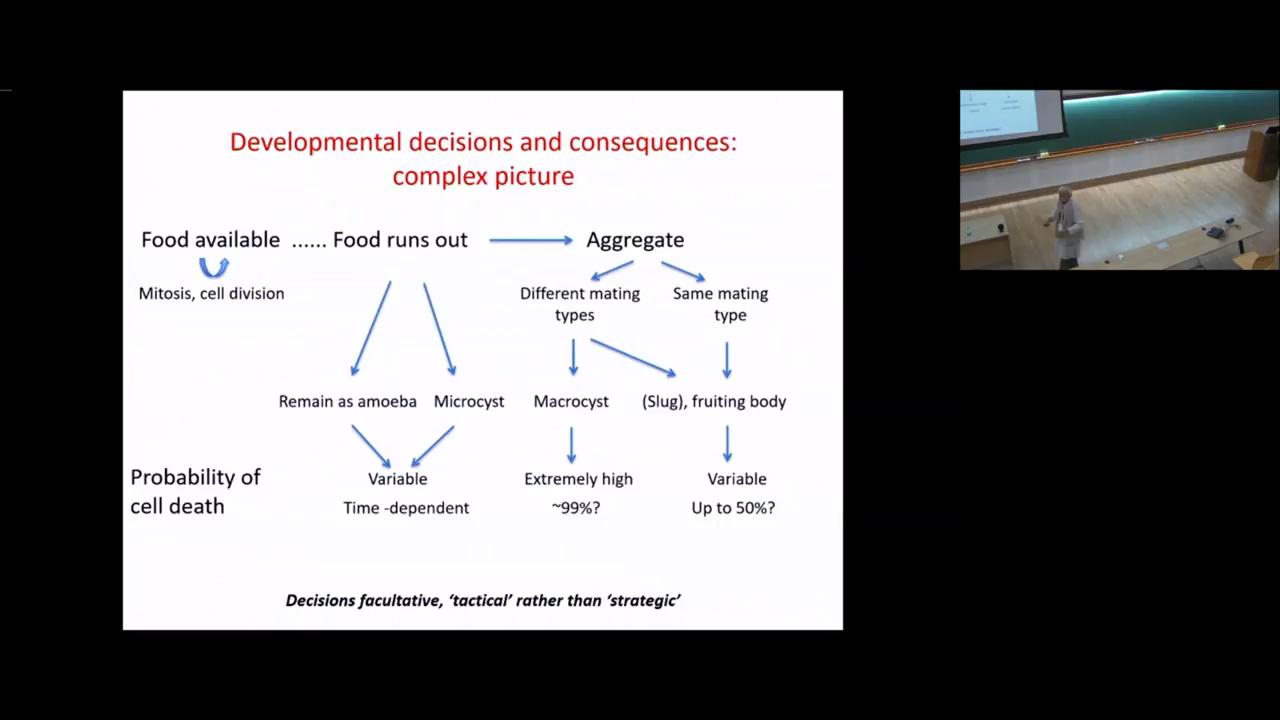 Developmental decisions and consequences:
complex picture
Food available ...... Food runs out
Aggregate
Mitosis, cell division
Different mating
types
Same mating
type
Remain as amoeba
Microcyst
Macrocyst
(Slug), fruiting body
Probability of
cell death
Variable
Time -dependent
Extremely high
~99%?
Variable
Up to 50%?
Decisions facultative, ‘tactical’ rather than ‘strategic’